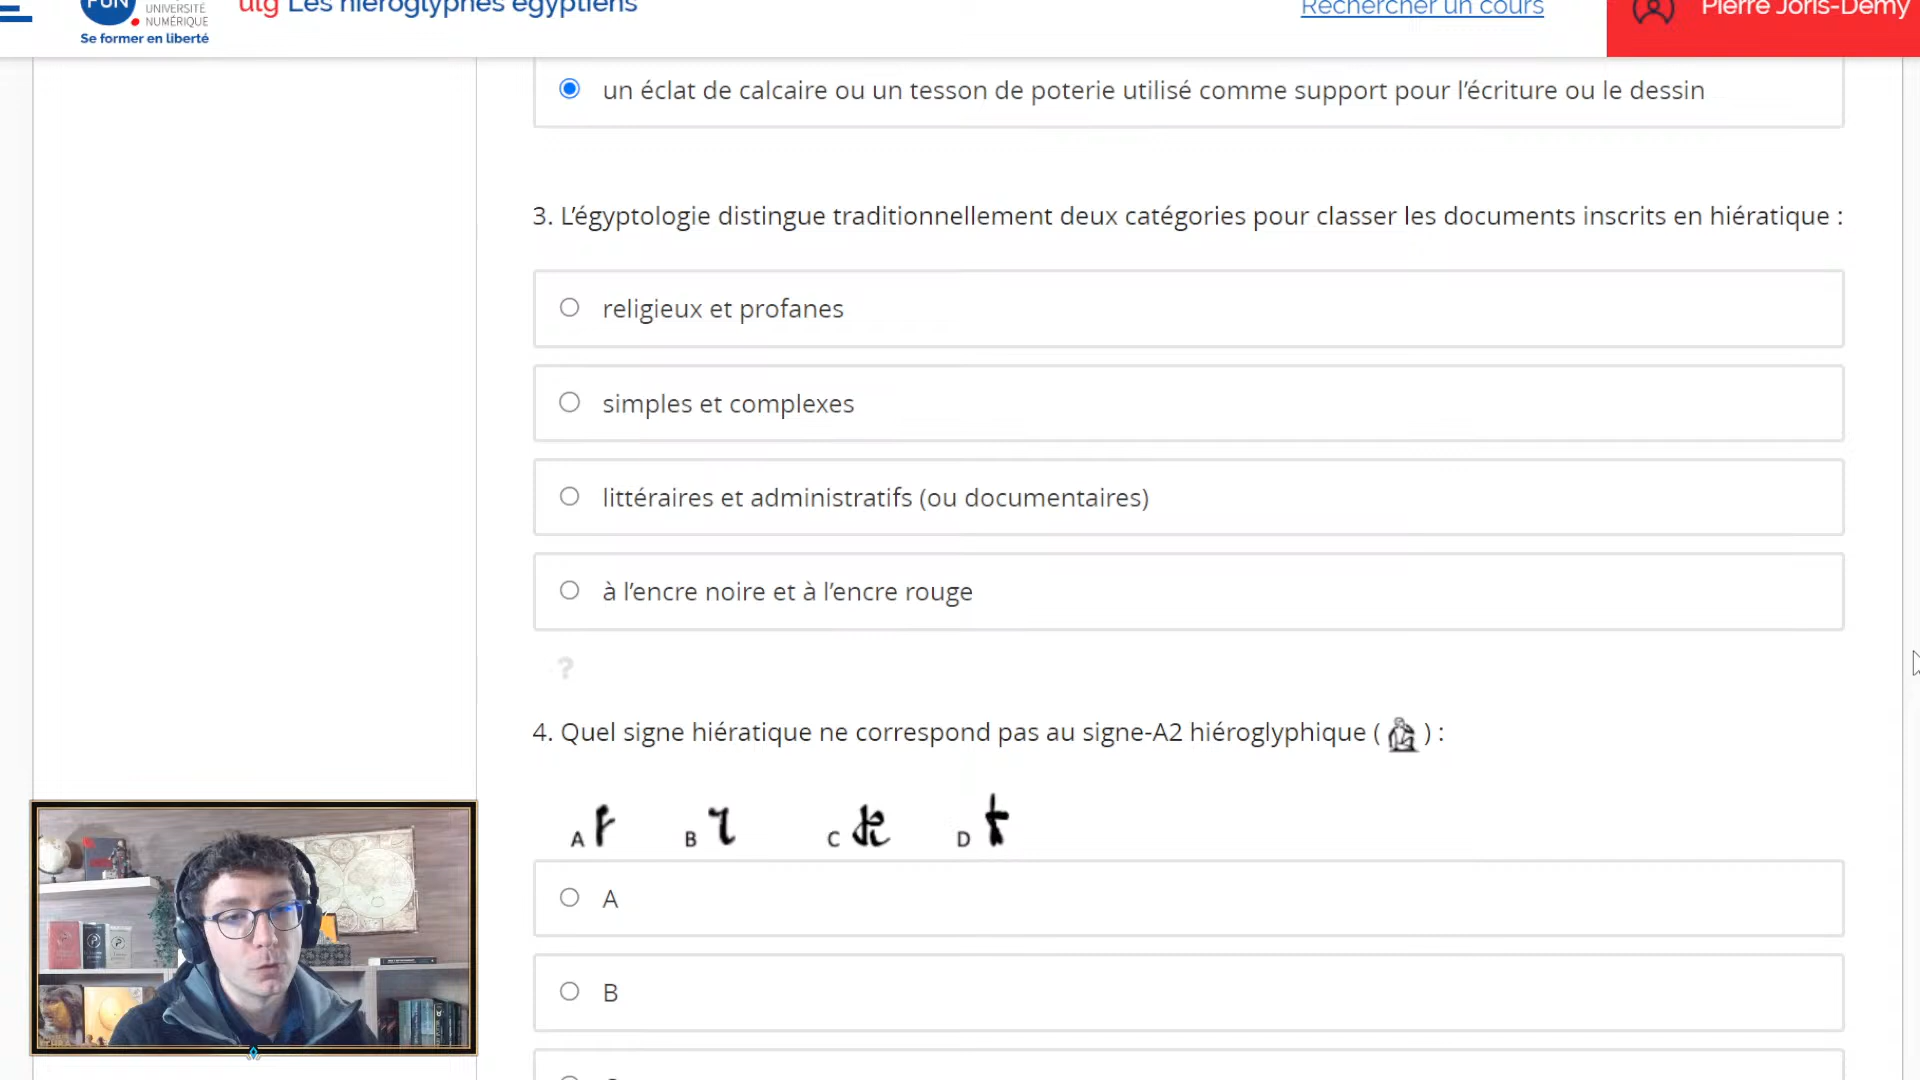 FUN
UNIVERSITÉ
NUMÉRIQUE
Se former en liberté
ulg Les hiéroglyphes égyptiens
Rechercher un cours
Pierre Joris-Demy
un éclat de calcaire ou un tesson de poterie utilisé comme support pour l’écriture ou le dessin
3. L’égyptologie distingue traditionnellement deux catégories pour classer les documents inscrits en hiératique :
religieux et profanes
simples et complexes
littéraires et administratifs (ou documentaires)
à l’encre noire et à l’encre rouge
?
4. Quel signe hiératique ne correspond pas au signe-A2 hiéroglyphique ( ) :
A B C D
A
B